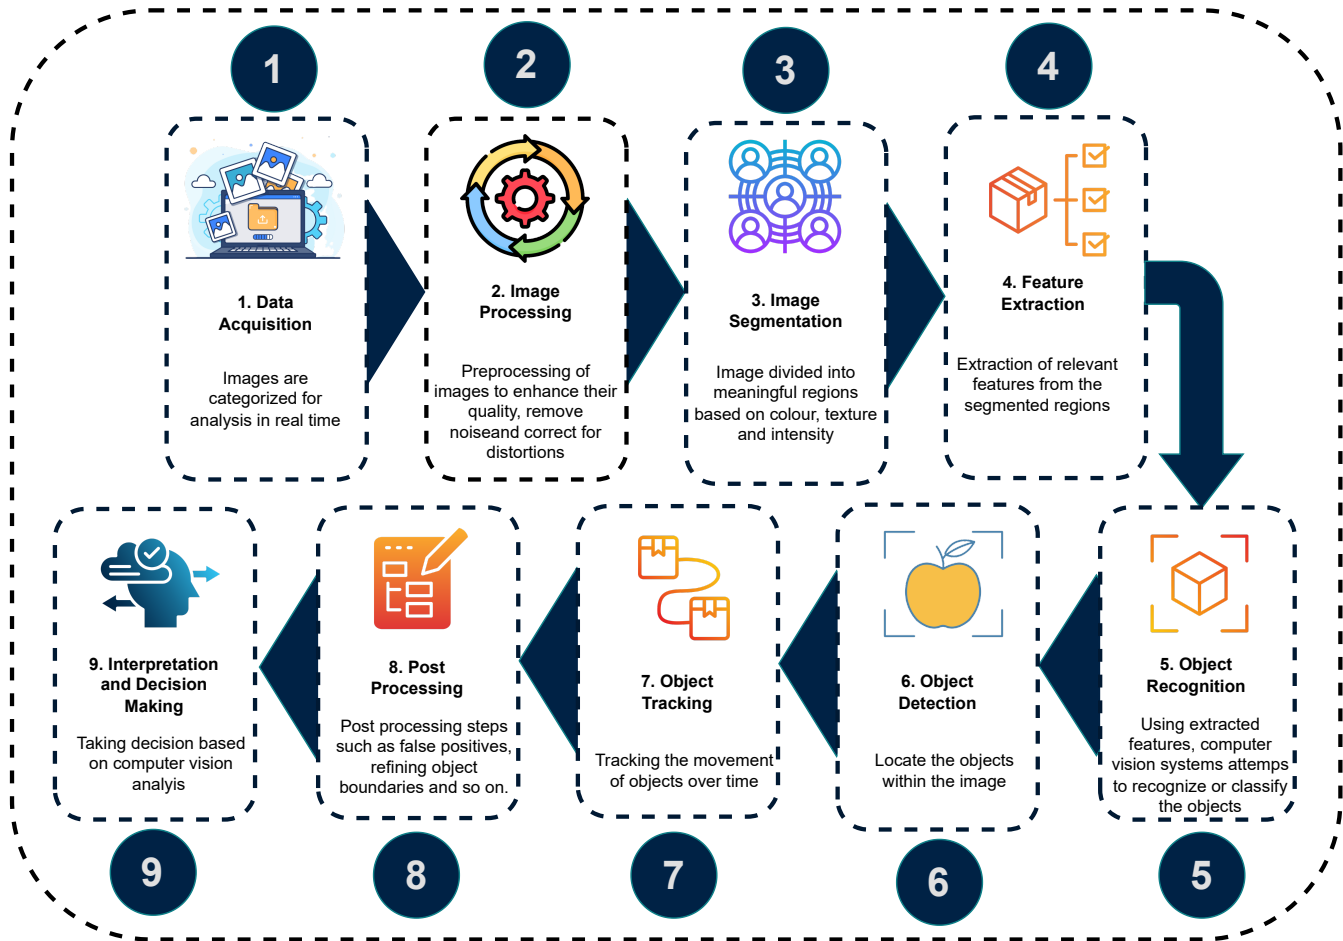 1
2
3
4
1. Data
Acquisition
Images are
categorized for
analysis in real time
2. Image
Processing
Preprocessing of
images to enhance their
quality, remove
noiseand correct for
distortions
3. Image
Segmentation
Image divided into
meaningful regions
based on colour, texture
and intensity
4. Feature
Extraction
Extraction of relevant
features from the
segmented regions
5. Object
Recognition
Using extracted
features, computer
vision systems attemps
to recognize or classify
the objects
6. Object
Detection
Locate the objects
within the image
7. Object
Tracking
Tracking the movement
of objects over time
8. Post
Processing
Post processing steps
such as false positives,
refining object
boundaries and so on.
9. Interpretation
and Decision
Making
Taking decision based
on computer vision
analyis
9
8
7
6
5